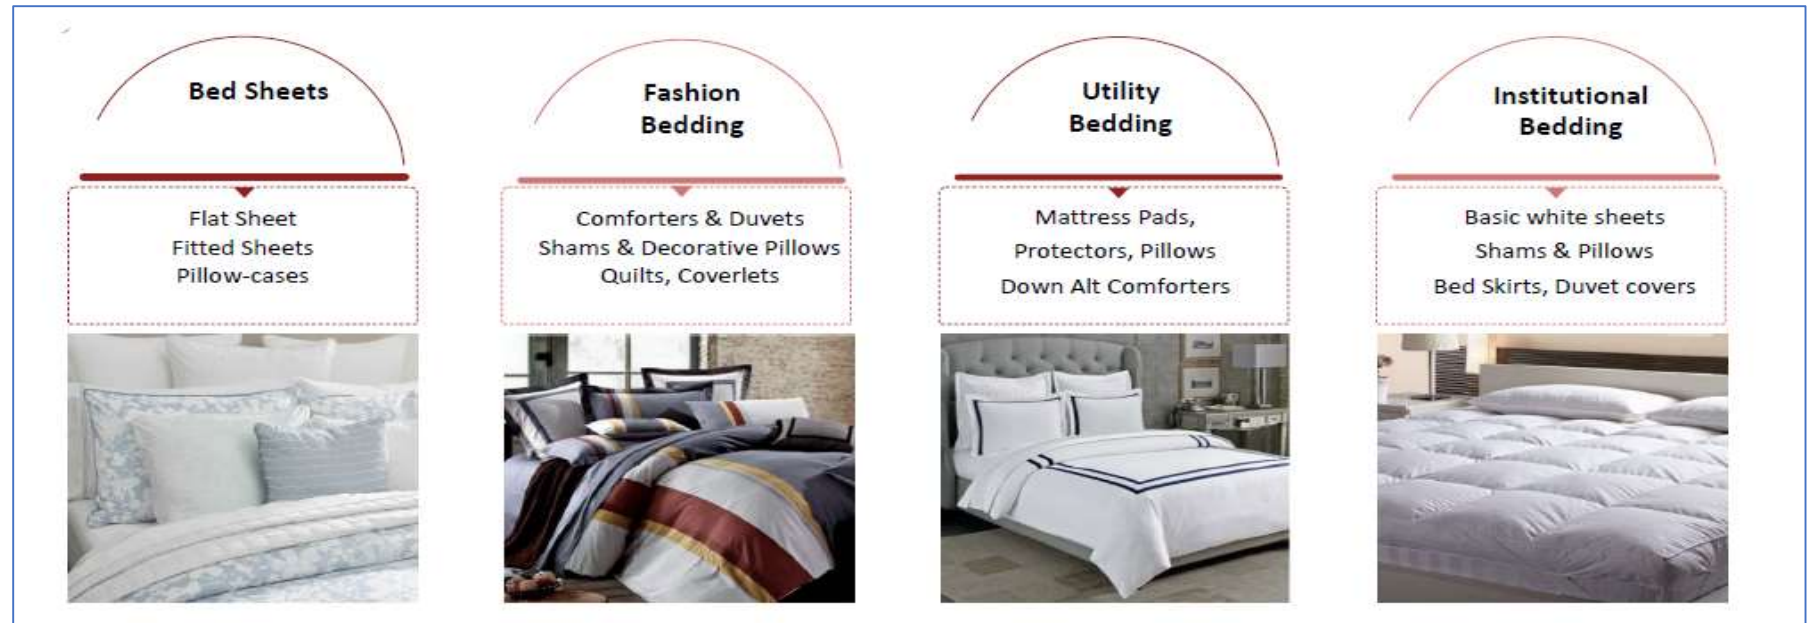 Bed Sheets
Flat Sheet
Fitted Sheets
Pillow-cases
Fashion
Bedding
Comforters & Duvets
Shams & Decorative Pillows
Quilts, Coverlets
Utility
Bedding
Mattress Pads,
Protectors, Pillows
Down Alt Comforters
Institutional
Bedding
Basic white sheets
Shams & Pillows
Bed Skirts, Duvet covers